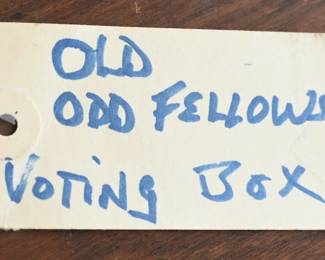 OLD
ODD FELLOWS
VOTING BOX